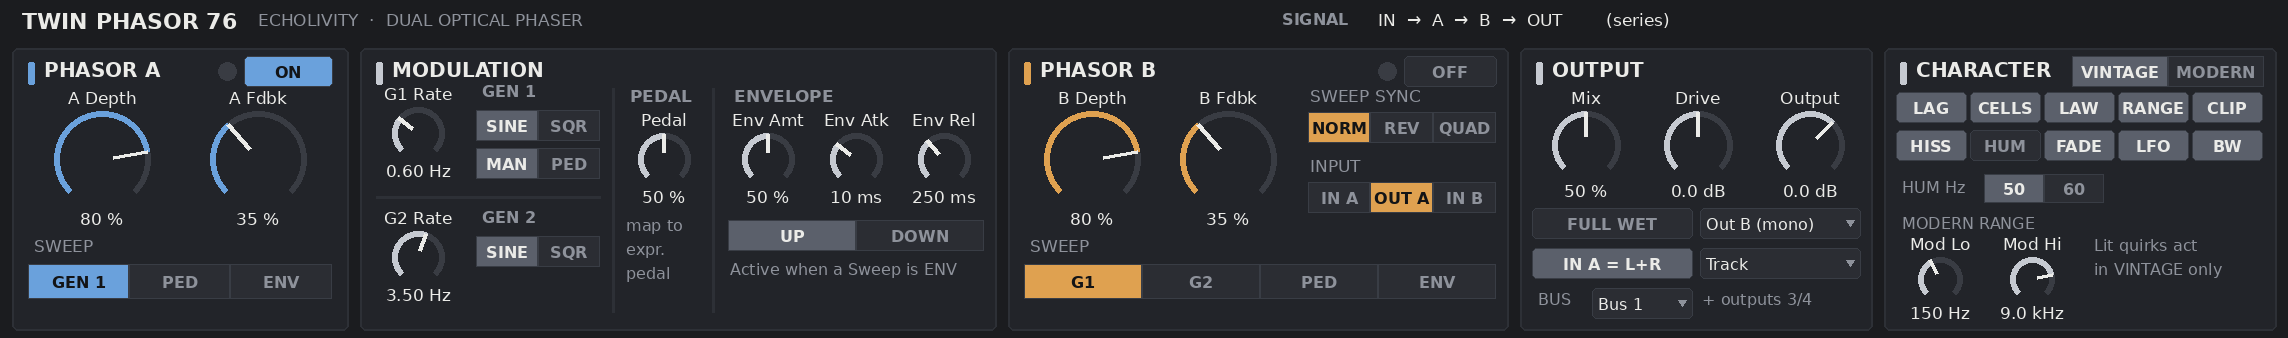 TWIN PHASOR 76 ECHOLIVITY · DUAL OPTICAL PHASER SIGNAL IN → A → B → OUT (series)
PHASOR A ON
A Depth A Fdbk
80 % 35 %
SWEEP
GEN 1 PED ENV
MODULATION
G1 Rate GEN 1
SINE SQR
MAN PED
0.60 Hz
G2 Rate GEN 2
SINE SQR
3.50 Hz
PEDAL
Pedal
50 %
map to
expr.
pedal
ENVELOPE
Env Amt Env Atk Env Rel
50 % 10 ms 250 ms
UP DOWN
Active when a Sweep is ENV
PHASOR B OFF
B Depth B Fdbk
80 % 35 %
SWEEP SYNC
NORM REV QUAD
INPUT
IN A OUT A IN B
SWEEP
G1 G2 PED ENV
OUTPUT
Mix Drive Output
50 % 0.0 dB 0.0 dB
FULL WET Out B (mono)
IN A = L+R Track
BUS Bus 1 + outputs 3/4
CHARACTER VINTAGE MODERN
LAG CELLS LAW RANGE CLIP
HISS HUM FADE LFO BW
HUM Hz 50 60
MODERN RANGE
Mod Lo Mod Hi
150 Hz 9.0 kHz
Lit quirks act
in VINTAGE only